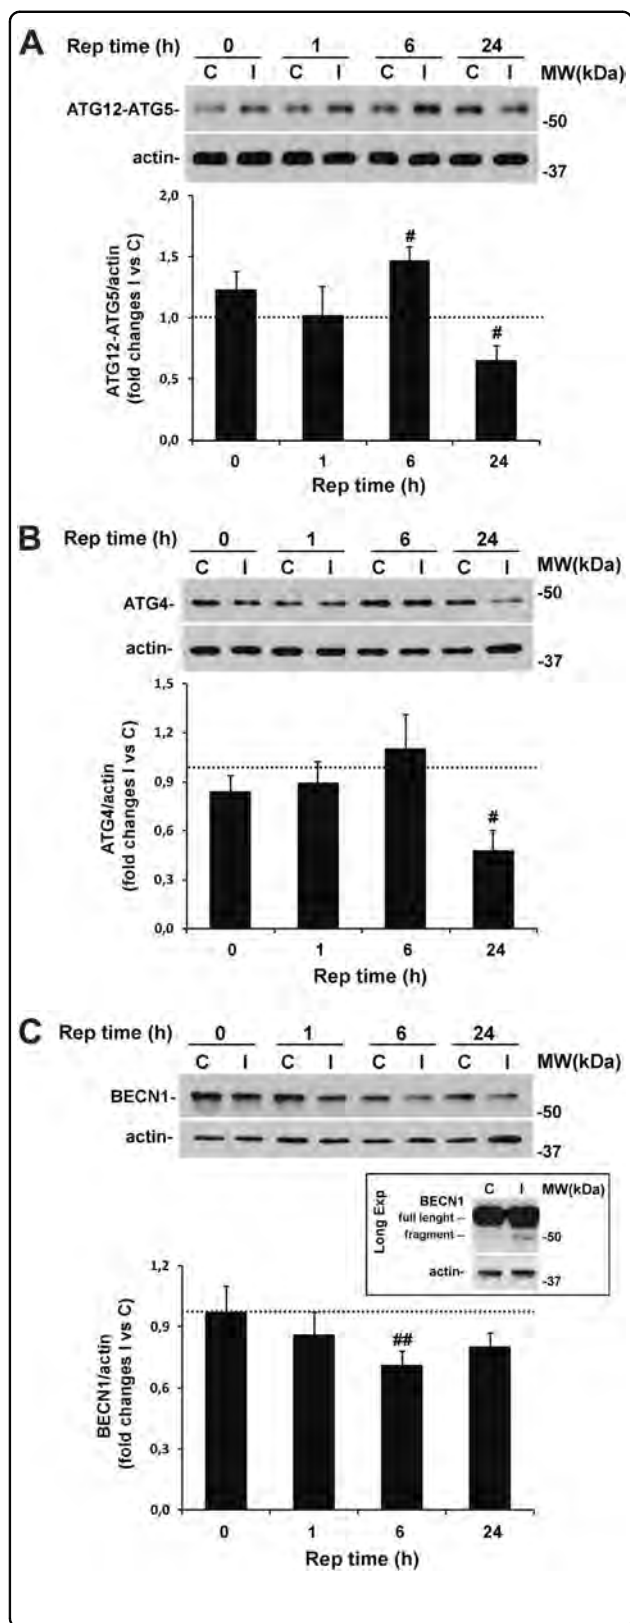 A
Rep time (h) 0 1 6 24
C I C I C I C I MW(kDa)
ATG12-ATG5-
-50
actin-
-37
2,0
1,5
1,0
0,5
0,0
ATG12-ATG5/actin
(fold changes I vs C)
# #
0 1 6 24
Rep time (h)
B
Rep time (h) 0 1 6 24
C I C I C I C I MW(kDa)
ATG4-
-50
actin-
-37
1,5
1,2
0,9
0,6
0,3
0,0
ATG4/actin
(fold changes I vs C)
#
0 1 6 24
Rep time (h)
C
Rep time (h) 0 1 6 24
C I C I C I C I MW(kDa)
BECN1-
-50
actin-
-37
Long Exp
C I MW(kDa)
BECN1
full lenght --
fragment --
-50
actin-
-37
1,2
0,9
0,6
0,3
0,0
BECN1/actin
(fold changes I vs C)
##
0 1 6 24
Rep time (h)